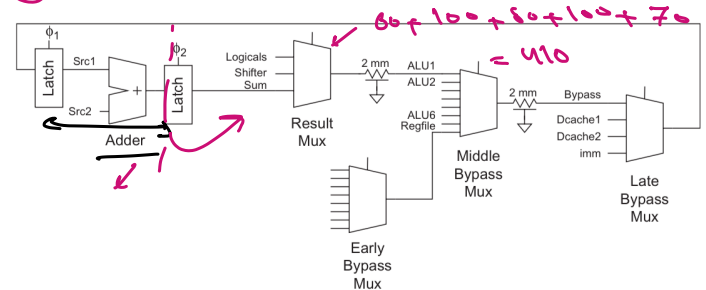 60 + 100 + 80 + 100 + 70
= 410
ϕ1
Latch
Src1
Src2
+
Adder
ϕ2
Latch
Logicals
Shifter
Sum
Result
Mux
2 mm
ALU1
ALU2
ALU6
Regfile
Middle
Bypass
Mux
Early
Bypass
Mux
2 mm
Bypass
Dcache1
Dcache2
imm
Late
Bypass
Mux